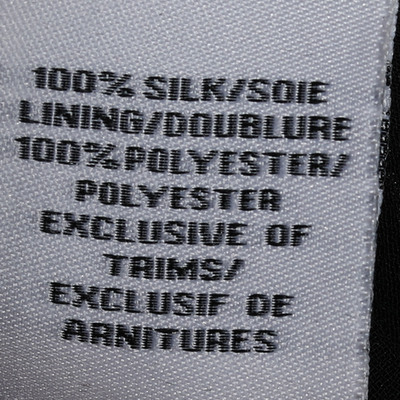 100% SILK/SOIE
LINING/DOUBLURE
100% POLYESTER/
POLYESTER
EXCLUSIVE OF
TRIMS/
EXCLUSIF DE
ARNITURES